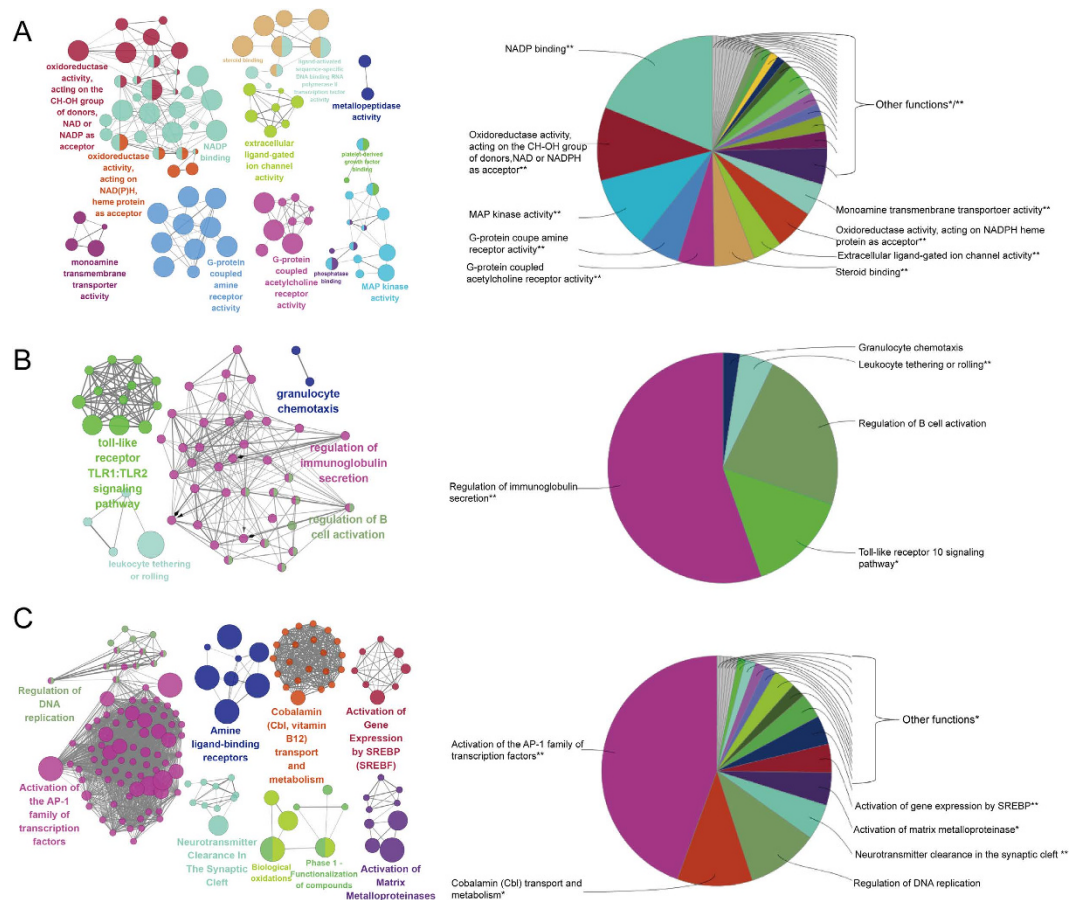 A
oxidoreductase
activity,
acting on the
CH-OH group
of donors,
NAD or
NADP as
acceptor
NADP
binding
oxidoreductase
activity,
acting on NAD(P)H,
heme protein as
acceptor
steroid binding
ligand-activated
sequence-specific
DNA binding RNA
polymerase II
transcription factor
activity
extracellular
ligand-gated
ion channel
activity
metallopeptidase
activity
platelet-derived
growth factor
binding
monoamine
transmembrane
transporter
activity
G-protein
coupled
amine
receptor
activity
G-protein
coupled
acetylcholine
receptor
activity
phosphatase
binding
MAP kinase
activity
NADP binding**
Oxidoreductase activity,
acting on the CH-OH group
of donors,NAD or NADPH
as acceptor**
MAP kinase activity**
G-protein coupe amine
receptor activity**
G-protein coupled
acetylcholine receptor activity**
Other functions*/**
Monoamine transmenbrane transportoer activity**
Oxidoreductase activity, acting on NADPH heme
protein as acceptor**
Extracellular ligand-gated ion channel activity**
Steroid binding**
B
toll-like
receptor
TLR1:TLR2
signaling
pathway
granulocyte
chemotaxis
regulation of
immunoglobulin
secretion
regulation of B
cell activation
leukocyte tethering
or rolling
Granulocyte chemotaxis
Leukocyte tethering or rolling**
Regulation of B cell activation
Regulation of immunoglobulin
secretion**
Toll-like receptor 10 signaling
pathway*
C
Regulation of
DNA
replication
Activation of
the AP-1
family of
transcription
factors
Amine
ligand-binding
receptors
Cobalamin
(Cbl, vitamin
B12)
transport
and
metabolism
Activation of
Gene
Expression
by SREBP
(SREBF)
Neurotransmitter
Clearance In
The Synaptic
Cleft
Biological
oxidations
Phase 1 -
Functionalization
of compounds
Activation of
Matrix
Metalloproteinases
Activation of the AP-1 family of
transcription factors**
Cobalamin (Cbl) transport and
metabolism*
Other functions*
Activation of gene expression by SREBP**
Activation of matrix metalloproteinase*
Neurotransmitter clearance in the synaptic cleft **
Regulation of DNA replication